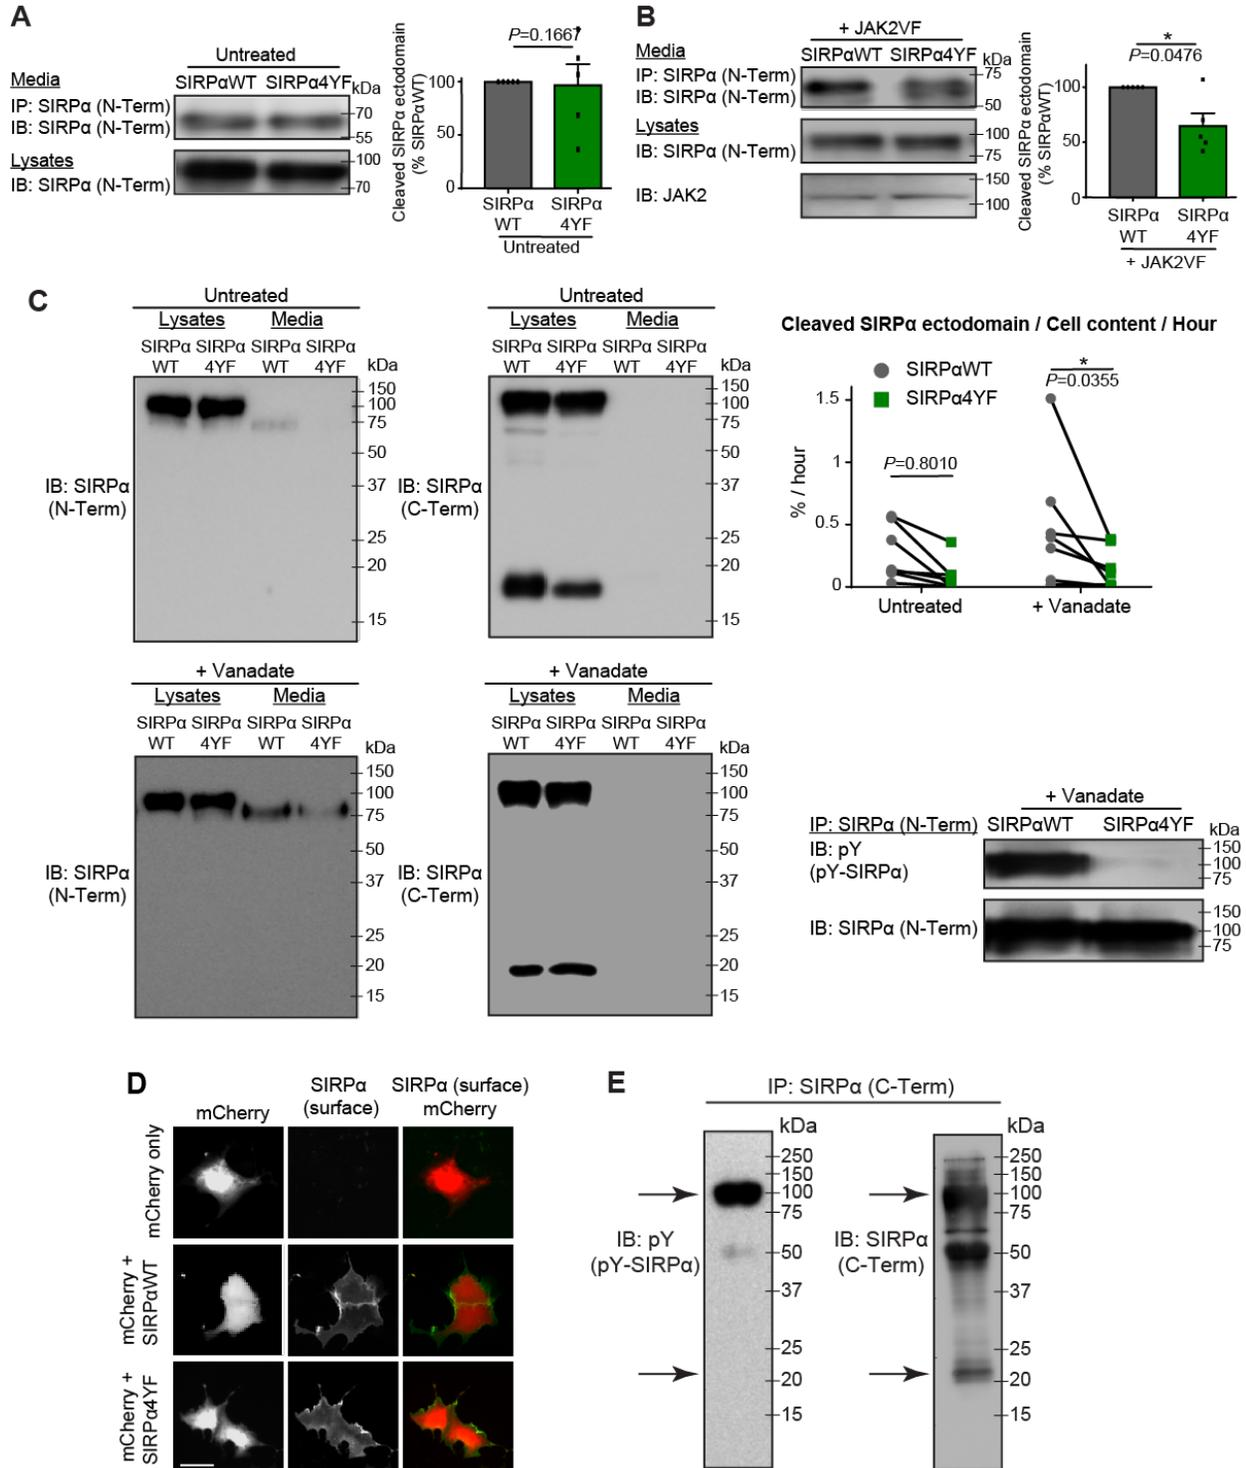 A
Untreated
Media
SIRPαWT SIRPα4YF
kDa
IP: SIRPα (N-Term)
IB: SIRPα (N-Term)
70
55
Lysates
IB: SIRPα (N-Term)
100
70
P=0.1667
Cleaved SIRPα ectodomain
(% SIRPαWT)
100
50
0
SIRPα
WT
SIRPα
4YF
Untreated
B
+ JAK2VF
Media
SIRPαWT SIRPα4YF
kDa
IP: SIRPα (N-Term)
IB: SIRPα (N-Term)
75
50
Lysates
IB: SIRPα (N-Term)
100
75
IB: JAK2
150
100
*
P=0.0476
Cleaved SIRPα ectodomain
(% SIRPαWT)
100
50
0
SIRPα
WT
SIRPα
4YF
+ JAK2VF
C
Untreated
Lysates Media
SIRPα SIRPα SIRPα SIRPα
WT 4YF WT 4YF
kDa
150
100
75
50
37
25
20
15
IB: SIRPα
(N-Term)
Untreated
Lysates Media
SIRPα SIRPα SIRPα SIRPα
WT 4YF WT 4YF
kDa
150
100
75
50
37
25
20
15
IB: SIRPα
(C-Term)
Cleaved SIRPα ectodomain / Cell content / Hour
SIRPαWT
SIRPα4YF
*
P=0.0355
P=0.8010
% / hour
1.5
1
0.5
0
Untreated
+ Vanadate
+ Vanadate
Lysates Media
SIRPα SIRPα SIRPα SIRPα
WT 4YF WT 4YF
kDa
150
100
75
50
37
25
20
15
IB: SIRPα
(N-Term)
+ Vanadate
Lysates Media
SIRPα SIRPα SIRPα SIRPα
WT 4YF WT 4YF
kDa
150
100
75
50
37
25
20
15
IB: SIRPα
(C-Term)
+ Vanadate
IP: SIRPα (N-Term) SIRPαWT SIRPα4YF
kDa
IB: pY
(pY-SIRPα)
150
100
75
IB: SIRPα (N-Term)
150
100
75
D
mCherry
SIRPα
(surface)
SIRPα (surface)
mCherry
mCherry only
mCherry +
SIRPαWT
mCherry +
SIRPα4YF
E
IP: SIRPα (C-Term)
kDa
250
150
100
75
50
37
25
20
15
IB: pY
(pY-SIRPα)
kDa
250
150
100
75
50
37
25
20
15
IB: SIRPα
(C-Term)